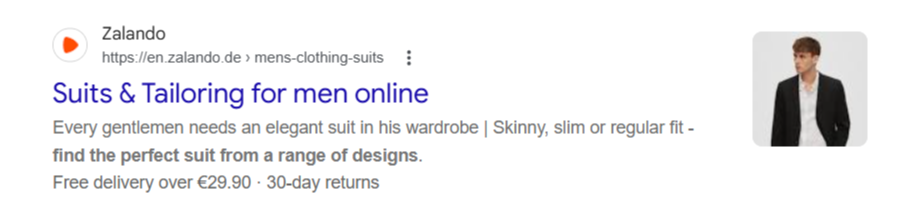 Zalando
https://en.zalando.de › mens-clothing-suits
Suits & Tailoring for men online
Every gentlemen needs an elegant suit in his wardrobe | Skinny, slim or regular fit -
find the perfect suit from a range of designs.
Free delivery over €29.90 · 30-day returns